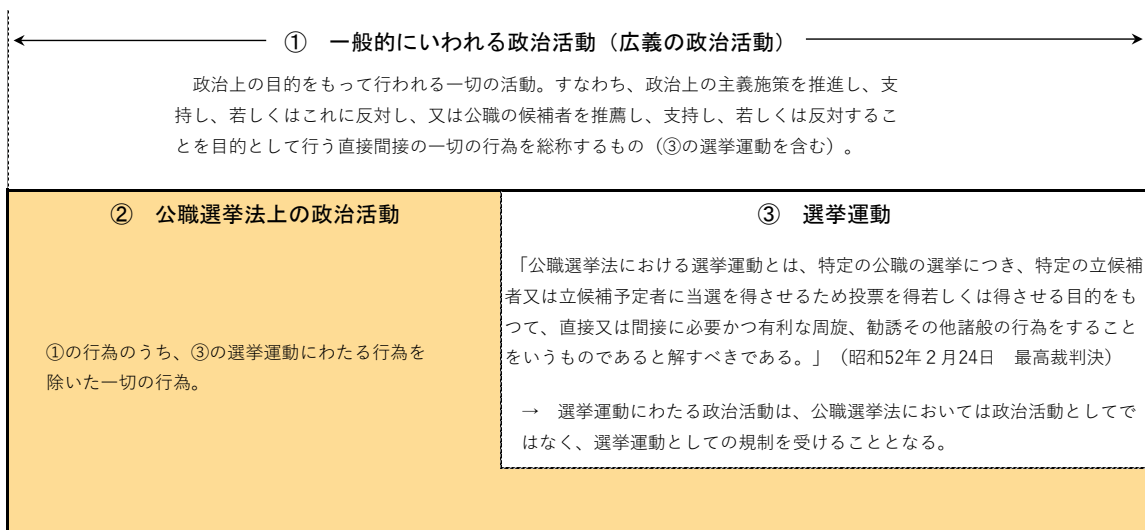 ① 一般的にいわれる政治活動（広義の政治活動）
政治上の目的をもって行われる一切の活動。すなわち、政治上の主義施策を推進し、支
持し、若しくはこれに反対し、又は公職の候補者を推薦し、支持し、若しくは反対するこ
とを目的として行う直接間接の一切の行為を総称するもの（③の選挙運動を含む）。
② 公職選挙法上の政治活動
①の行為のうち、③の選挙運動にわたる行為を
除いた一切の行為。
③ 選挙運動
「公職選挙法における選挙運動とは、特定の公職の選挙につき、特定の立候補
者又は立候補予定者に当選を得させるため投票を得若しくは得させる目的をも
つて、直接又は間接に必要かつ有利な周旋、勧誘その他諸般の行為をすること
をいうものであると解すべきである。」（昭和52年２月24日 最高裁判決）
→ 選挙運動にわたる政治活動は、公職選挙法においては政治活動としてで
はなく、選挙運動としての規制を受けることとなる。